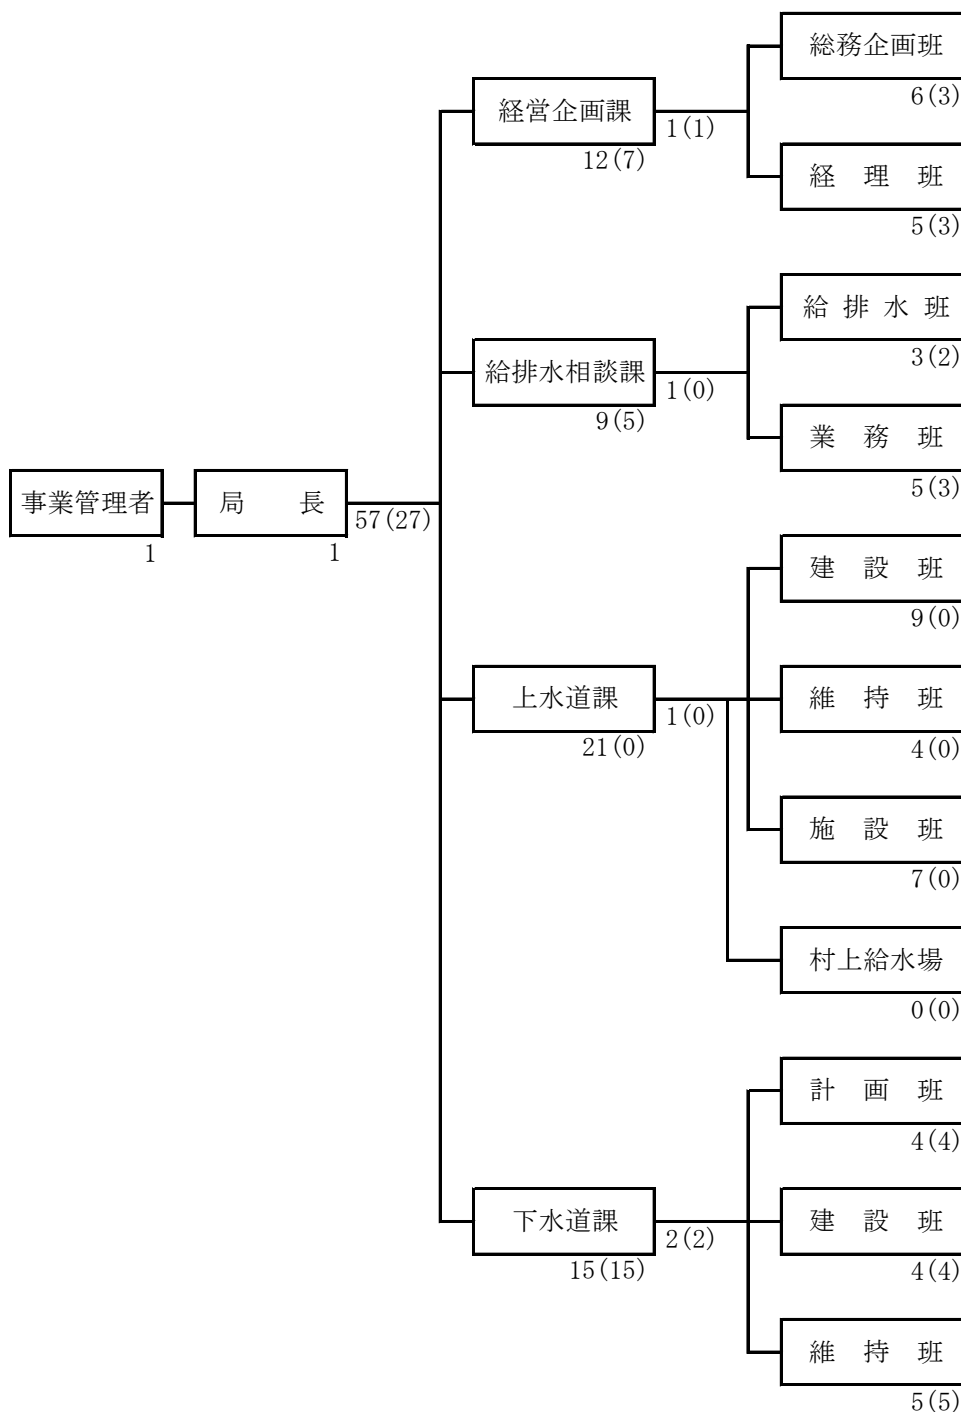 総務企画班
6(3)
経営企画課
1(1)
12(7)
経理班
5(3)
給排水班
3(2)
給排水相談課
1(0)
9(5)
業務班
5(3)
事業管理者
1
局長
1
57(27)
建設班
9(0)
上水道課
1(0)
21(0)
維持班
4(0)
施設班
7(0)
村上給水場
0(0)
計画班
4(4)
下水道課
2(2)
15(15)
建設班
4(4)
維持班
5(5)